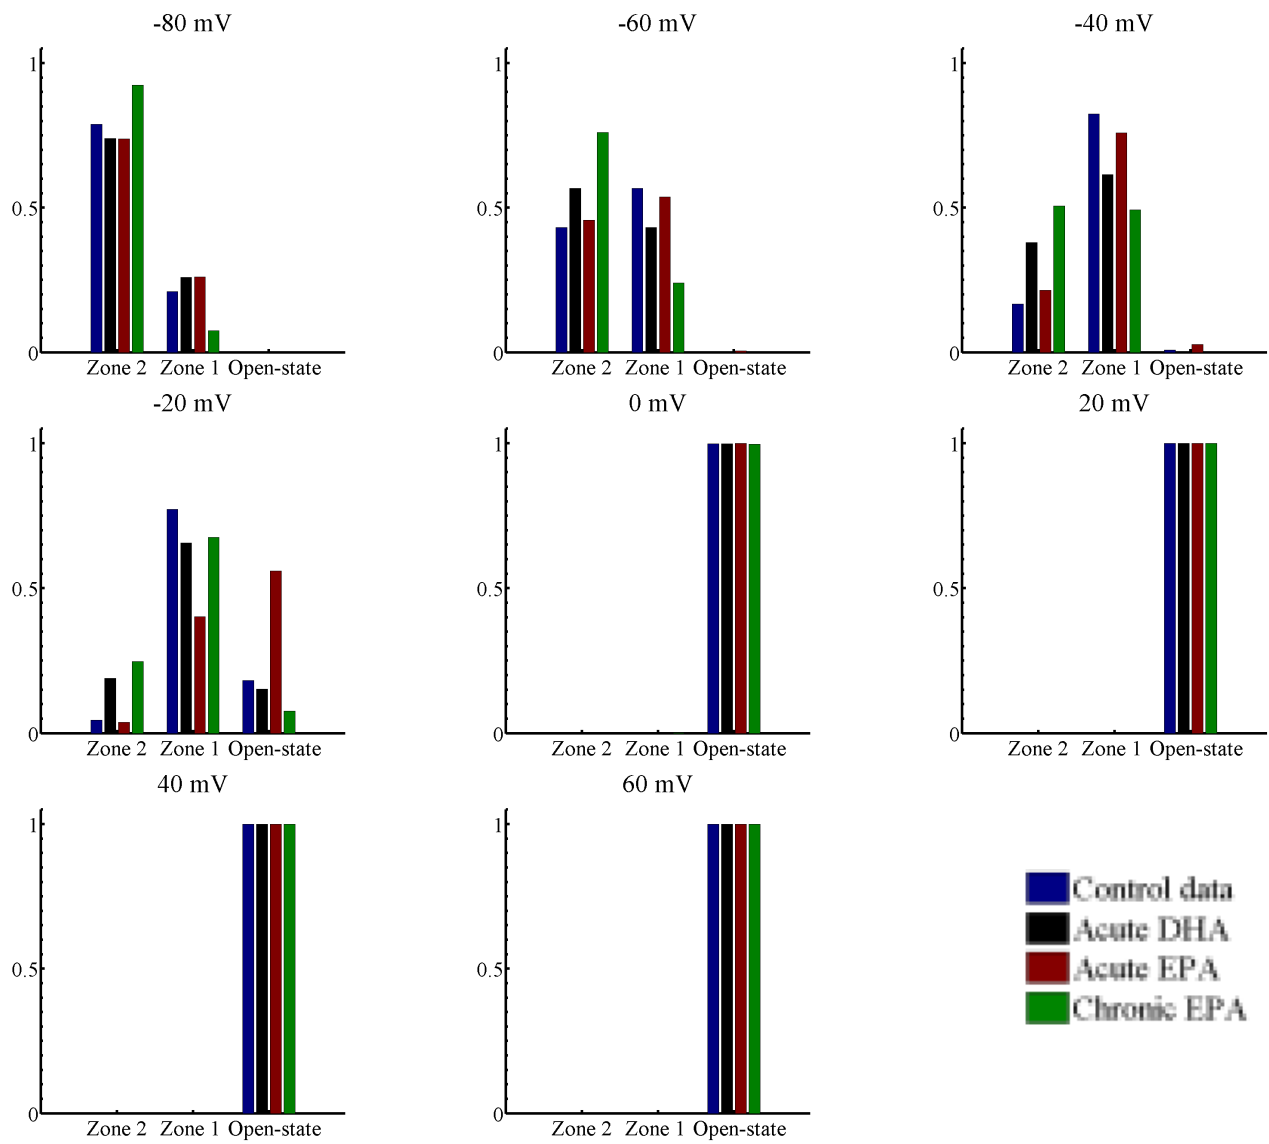 -80 mV
1
0.5
0
Zone 2 Zone 1 Open-state
-60 mV
1
0.5
0
Zone 2 Zone 1 Open-state
-40 mV
1
0.5
0
Zone 2 Zone 1 Open-state
-20 mV
1
0.5
0
Zone 2 Zone 1 Open-state
0 mV
1
0.5
0
Zone 2 Zone 1 Open-state
20 mV
1
0.5
0
Zone 2 Zone 1 Open-state
40 mV
1
0.5
0
Zone 2 Zone 1 Open-state
60 mV
1
0.5
0
Zone 2 Zone 1 Open-state
Control data
Acute DHA
Acute EPA
Chronic EPA